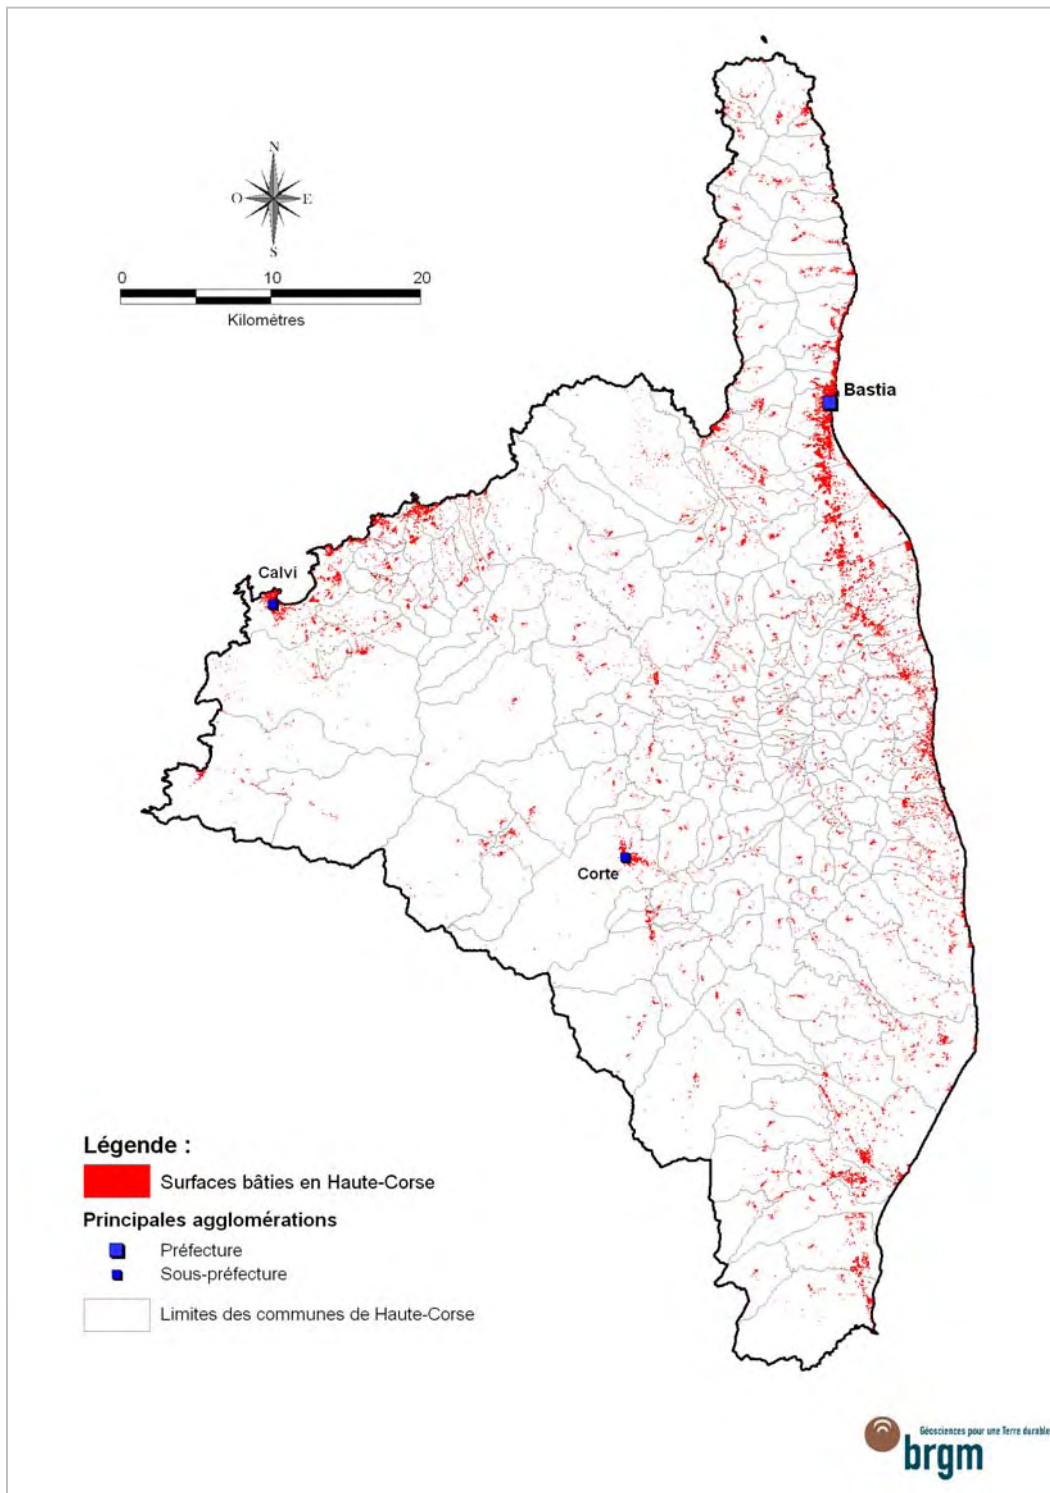 N
O
E
S
0
10
20
Kilomètres
Bastia
Calvi
Corte
Légende :
Surfaces bâties en Haute-Corse
Principales agglomérations
Préfecture
Sous-préfecture
Limites des communes de Haute-Corse
Géosciences pour une Terre durable
brgm